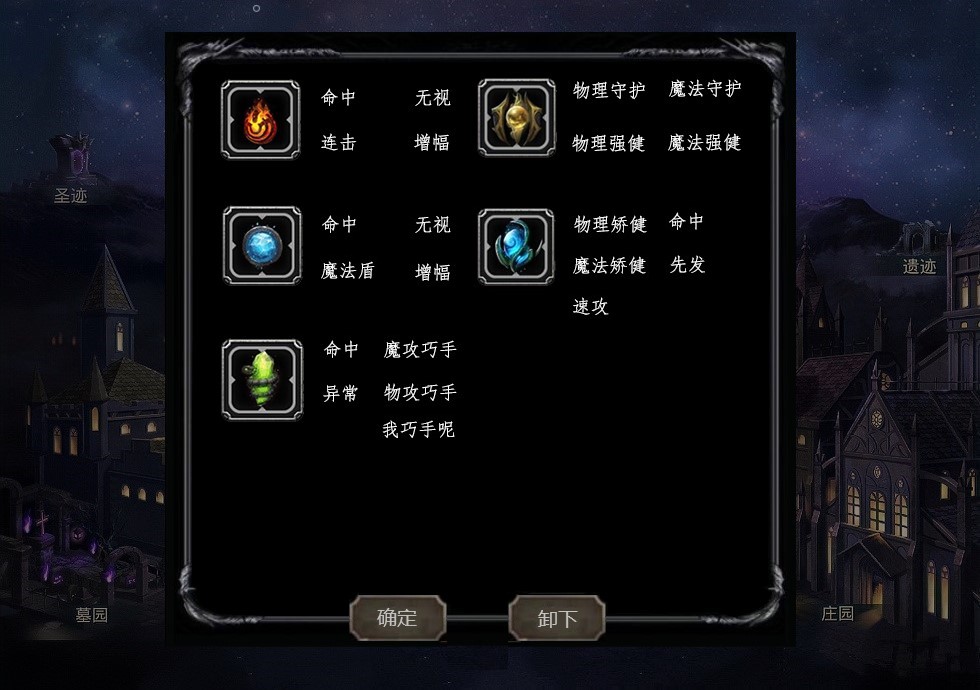 命中 无视
连击 增幅
物理守护 魔法守护
物理强健 魔法强健
圣迹
命中 无视
魔法盾 增幅
物理矫健 命中
魔法矫健 先发
速攻
遗迹
命中 魔攻巧手
异常 物攻巧手
我巧手呢
墓园
庄园
确定
卸下